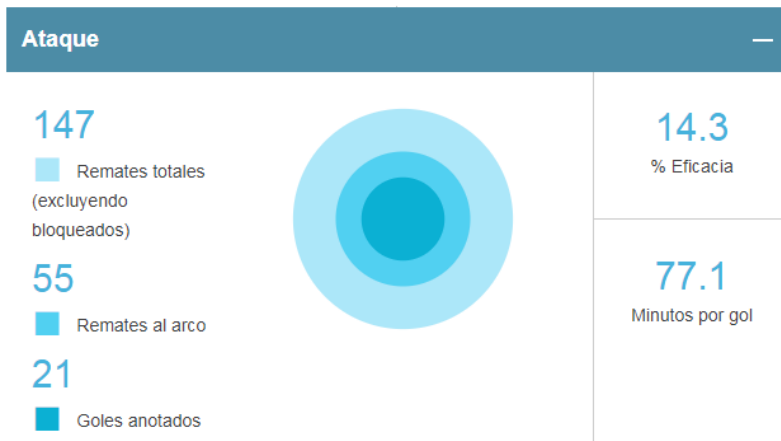 Ataque
147
Remates totales
(excluyendo
bloqueados)
55
Remates al arco
21
Goles anotados
14.3
% Eficacia
77.1
Minutos por gol